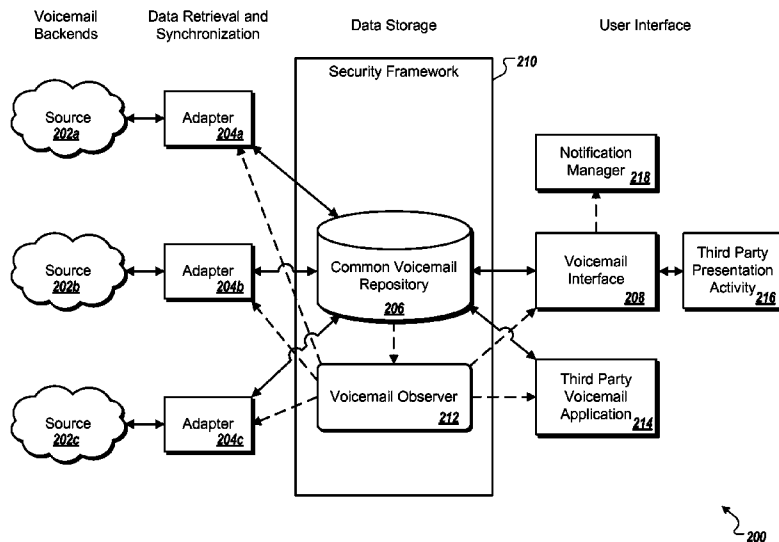 Voicemail
Backends
Data Retrieval and
Synchronization
Data Storage
User Interface
Security Framework
210
Source
202a
Adapter
204a
Notification
Manager
218
Source
202b
Adapter
204b
Common Voicemail
Repository
206
Voicemail
Interface
208
Third Party
Presentation
Activity
216
Source
202c
Adapter
204c
Voicemail Observer
212
Third Party
Voicemail
Application
214
200